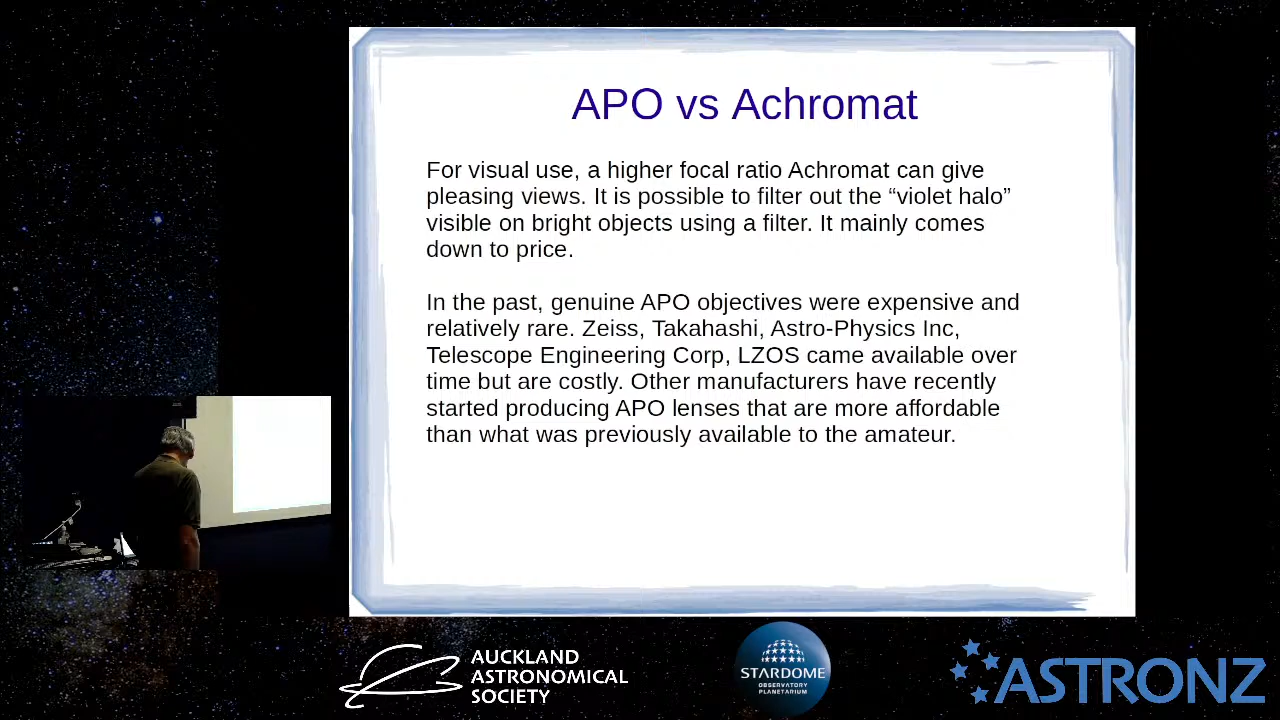 APO vs Achromat
For visual use, a higher focal ratio Achromat can give
pleasing views. It is possible to filter out the “violet halo”
visible on bright objects using a filter. It mainly comes
down to price.
In the past, genuine APO objectives were expensive and
relatively rare. Zeiss, Takahashi, Astro-Physics Inc,
Telescope Engineering Corp, LZOS came available over
time but are costly. Other manufacturers have recently
started producing APO lenses that are more affordable
than what was previously available to the amateur.
AUCKLAND
ASTRONOMICAL
SOCIETY
STARDOME
OBSERVATORY
PLANETARIUM
ASTRONZ